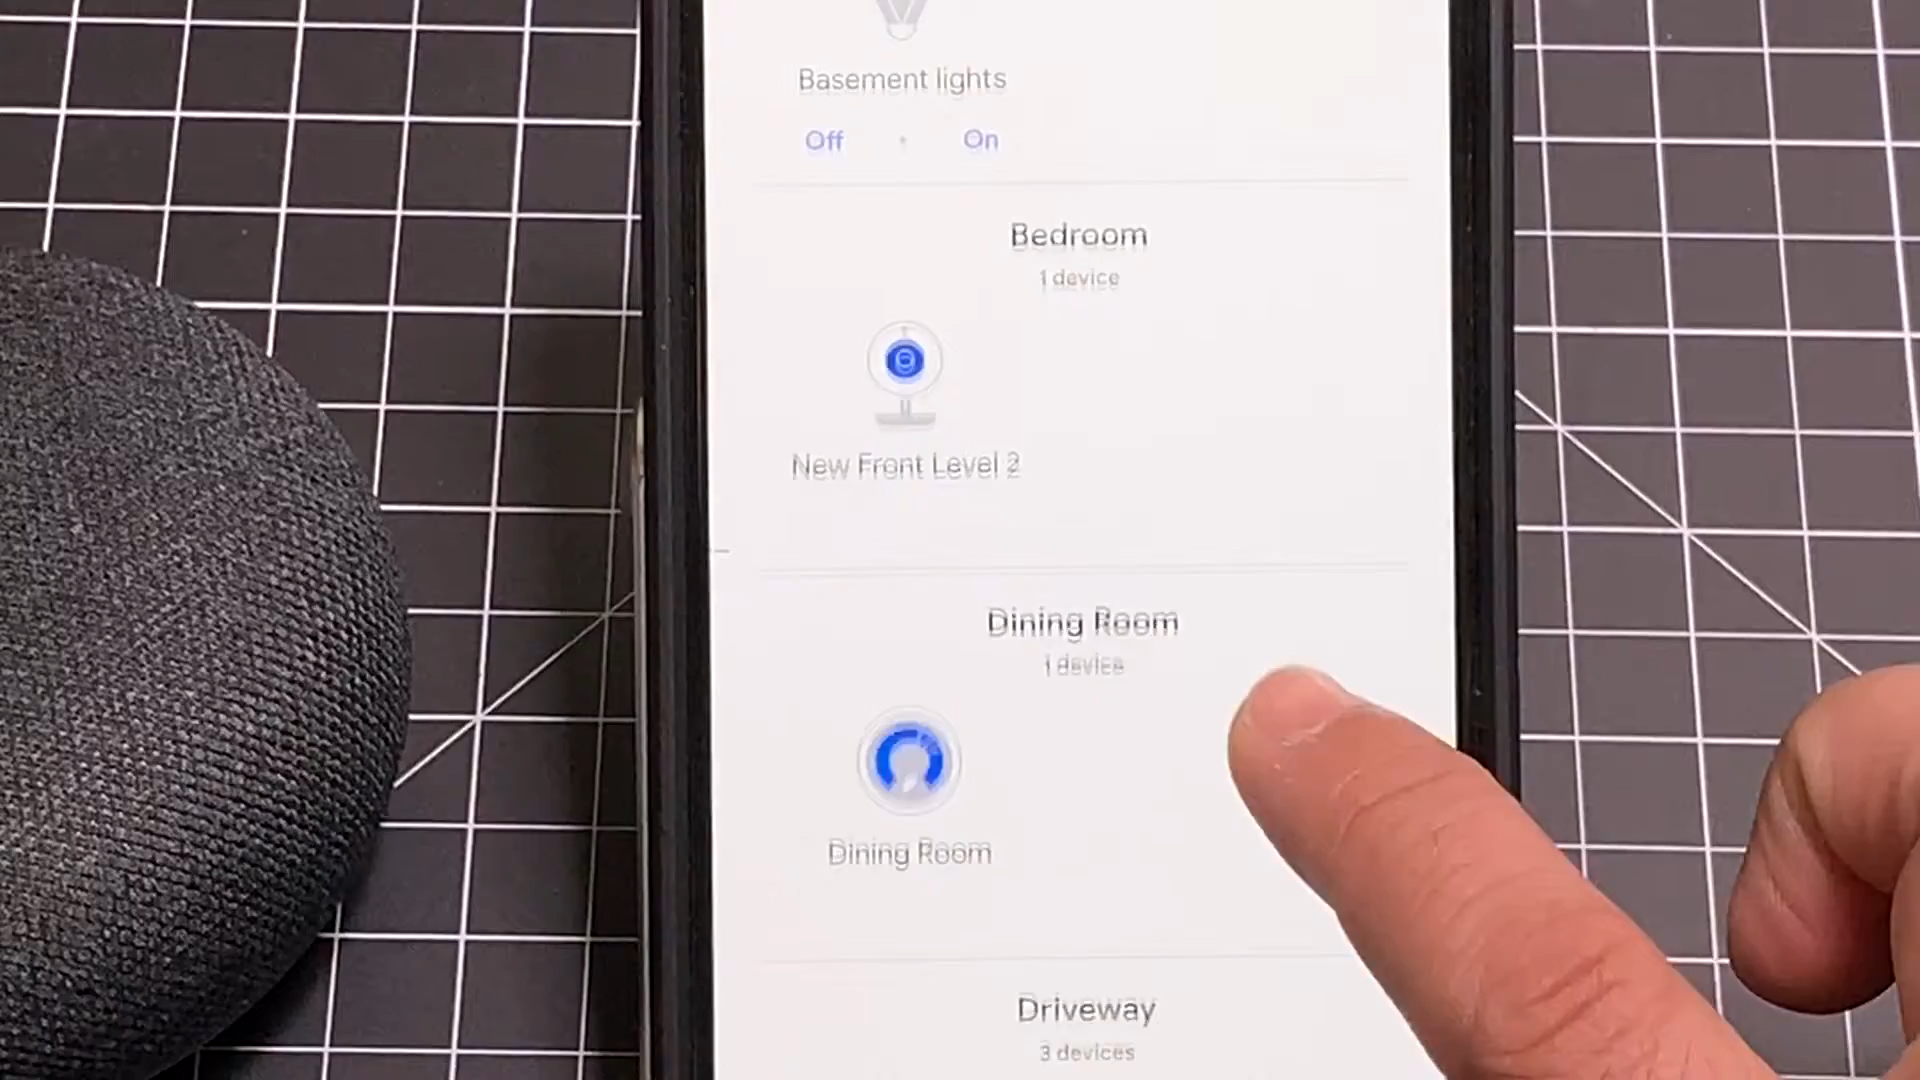 Basement lights
Off
On
Bedroom
1 device
New Front Level 2
Dining Room
1 device
Dining Room
Driveway
3 devices